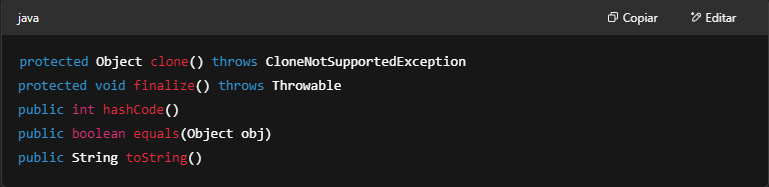 java
Copiar
Editar
protected Object clone() throws CloneNotSupportedException
protected void finalize() throws Throwable
public int hashCode()
public boolean equals(Object obj)
public String toString()